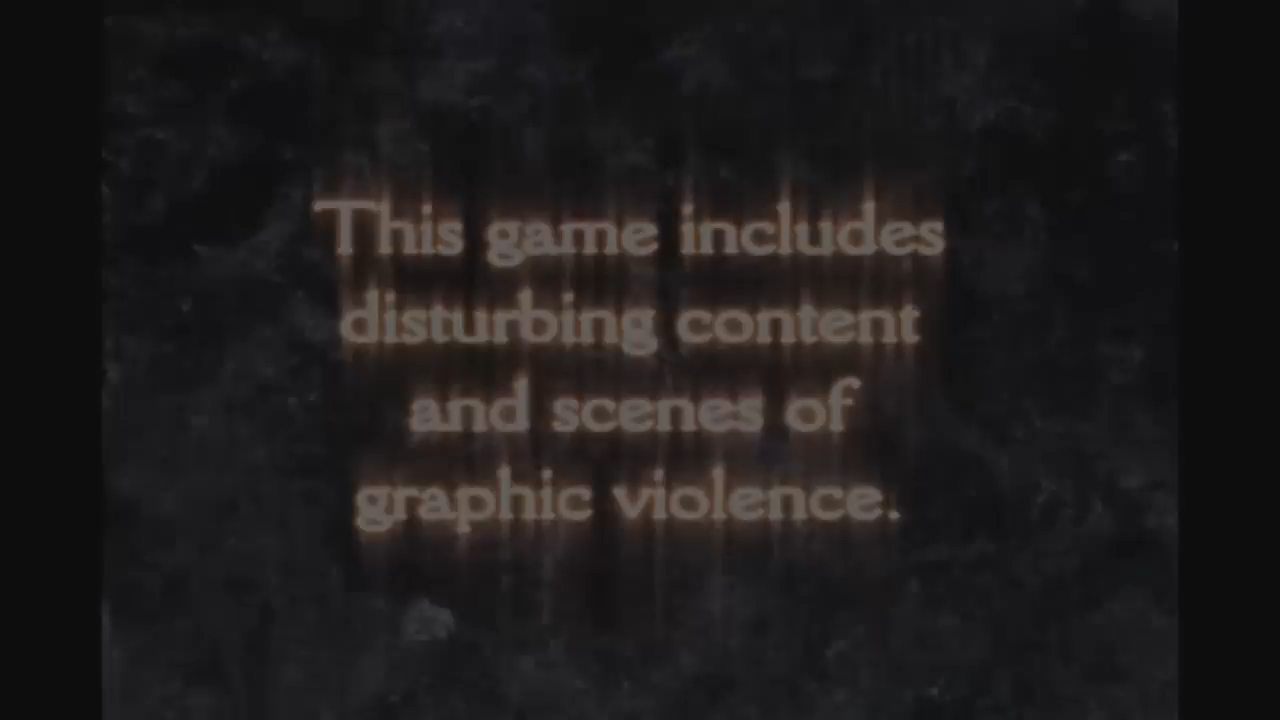 This game includes
disturbing content
and scenes of
graphic violence.